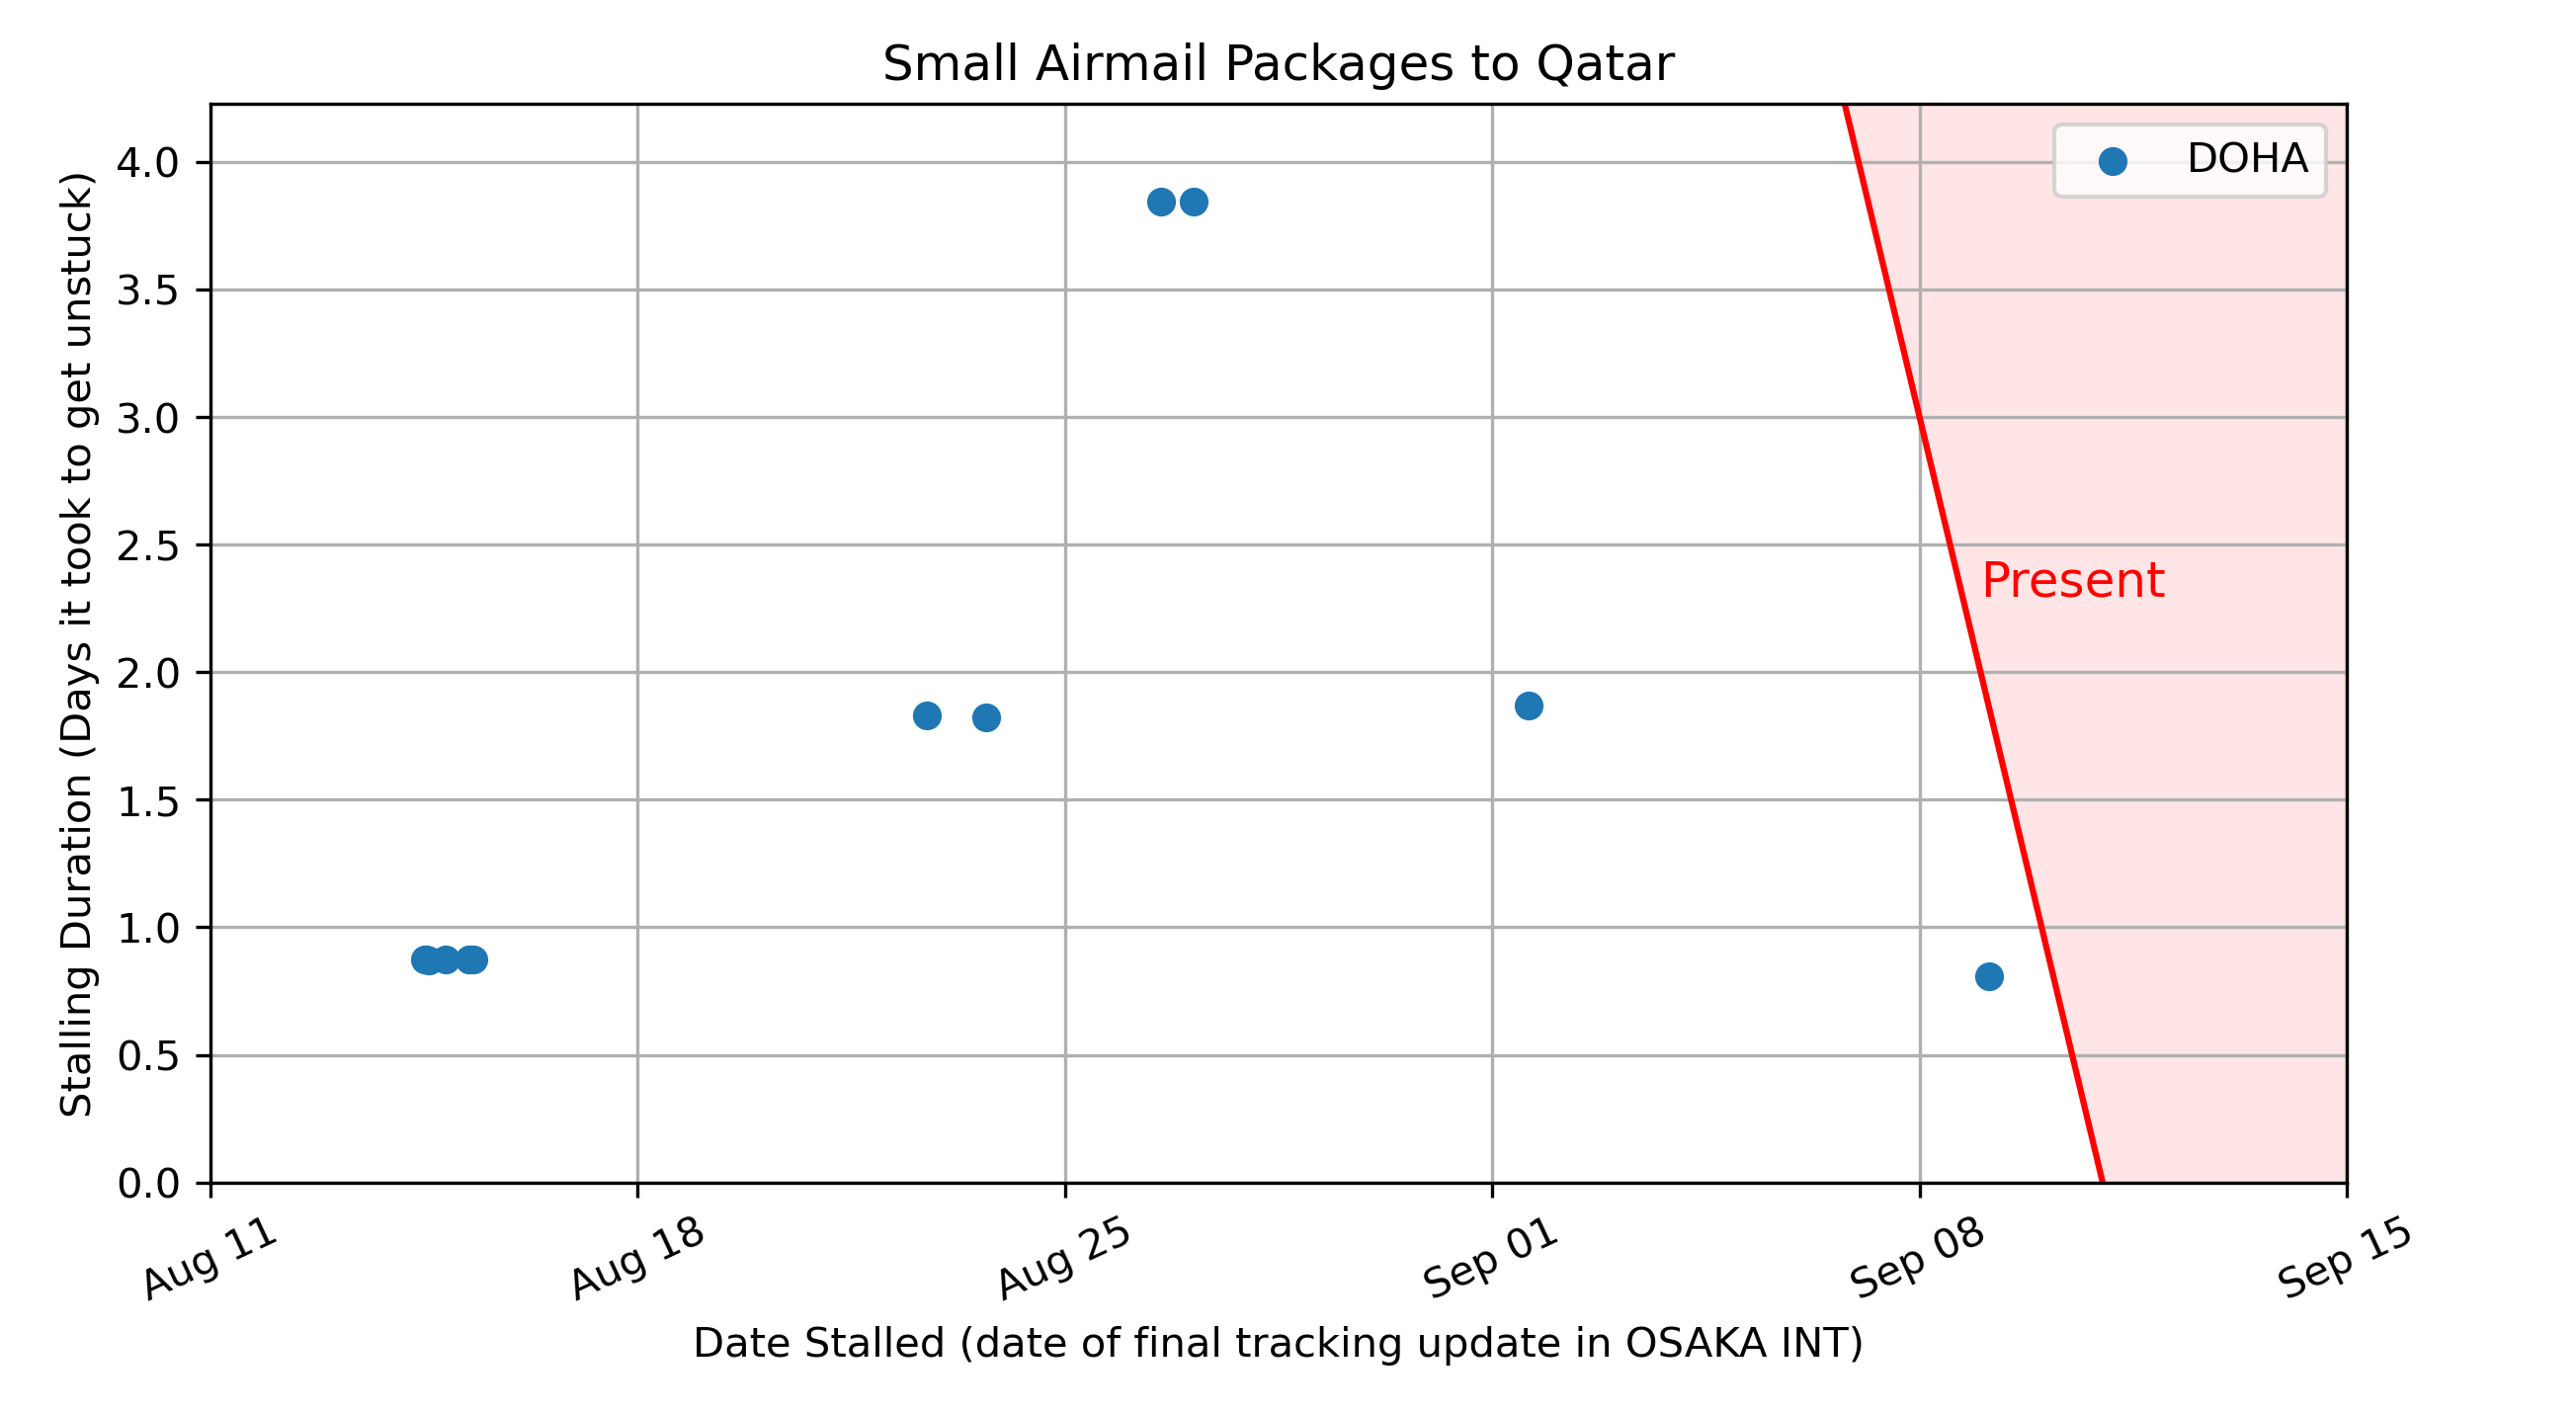 Small Airmail Packages to Qatar
DOHA
Present
Stalling Duration (Days it took to get unstuck)
4.0
3.5
3.0
2.5
2.0
1.5
1.0
0.5
0.0
Aug 11
Aug 18
Aug 25
Sep 01
Sep 08
Sep 15
Date Stalled (date of final tracking update in OSAKA INT)